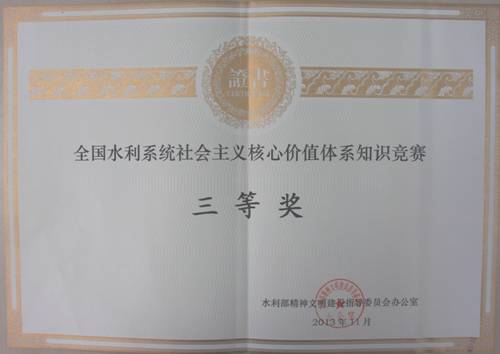 證書
全国水利系统社会主义核心价值体系知识竞赛
三等奖
水利部精神文明建设指导委员会办公室
2013年11月